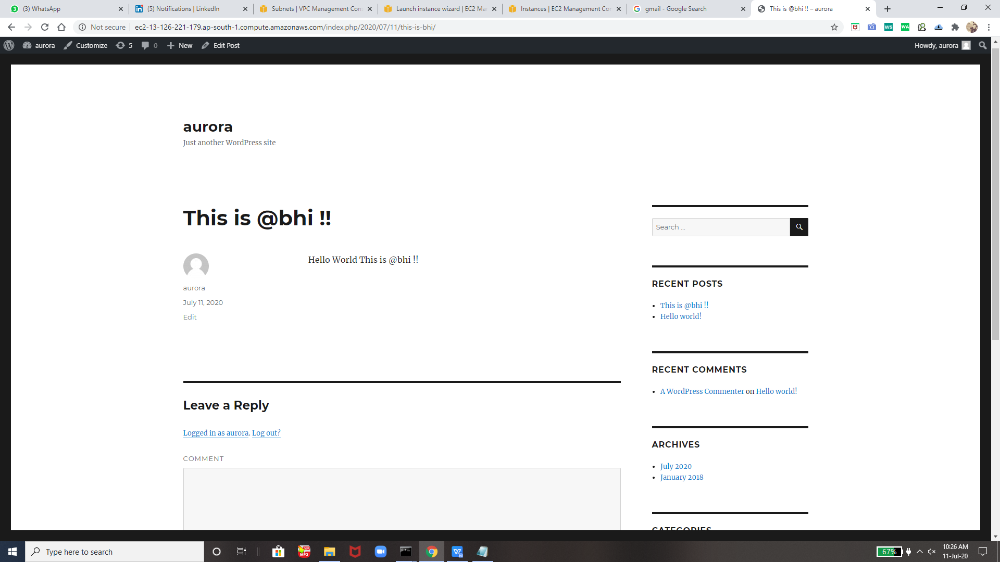 (3) WhatsApp
(5) Notifications | LinkedIn
Subnets | VPC Management Con
Launch instance wizard | EC2 Ma
Instances | EC2 Management Co
gmail - Google Search
This is @bhi !! – aurora
Not secure
ec2-13-126-221-179.ap-south-1.compute.amazonaws.com/index.php/2020/07/11/this-is-bhi/
WS
WA
aurora
Customize
5
0
New
Edit Post
Howdy, aurora
aurora
Just another WordPress site
This is @bhi !!
Search ...
Hello World This is @bhi !!
aurora
July 11, 2020
Edit
RECENT POSTS
This is @bhi !!
Hello world!
RECENT COMMENTS
A WordPress Commenter on Hello world!
Leave a Reply
Logged in as aurora. Log out?
COMMENT
ARCHIVES
July 2020
January 2018
CATEGORIES
Type here to search
MP3
67%
10:26 AM
11-Jul-20